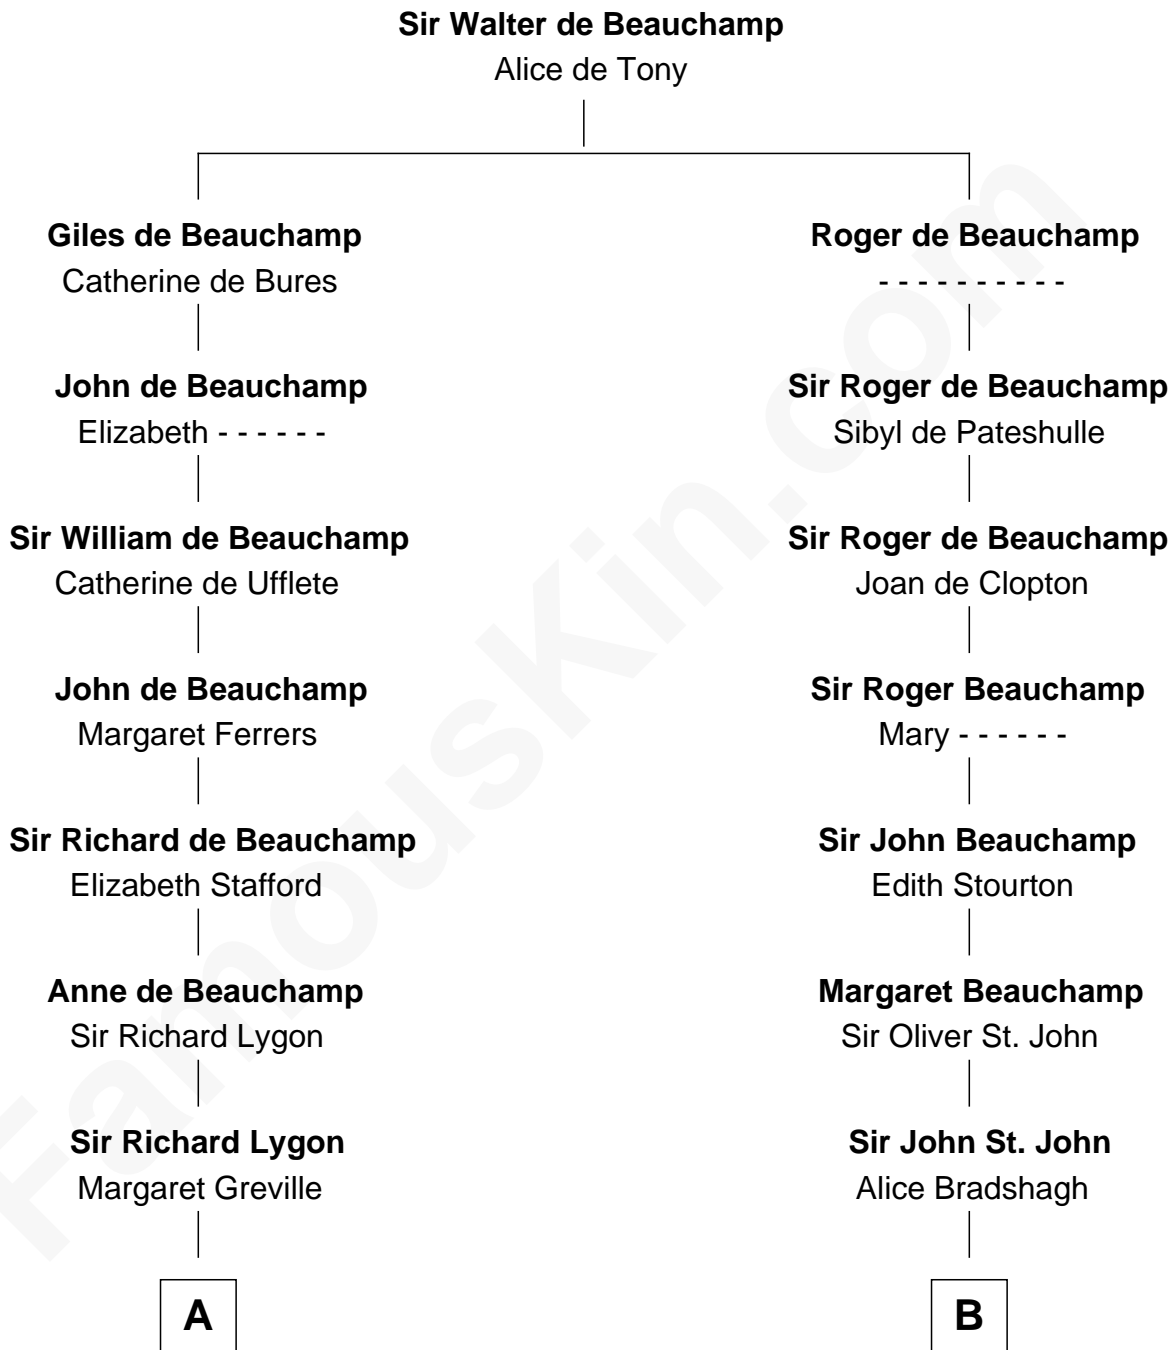 Sir Walter de Beauchamp
Alice de Tony
Giles de Beauchamp
Catherine de Bures
Roger de Beauchamp
- - - - - - - - - -
John de Beauchamp
Elizabeth - - - - - -
Sir Roger de Beauchamp
Sibyl de Pateshulle
Sir William de Beauchamp
Catherine de Ufflete
Sir Roger de Beauchamp
Joan de Clopton
John de Beauchamp
Margaret Ferrers
Sir Roger Beauchamp
Mary - - - - - -
Sir Richard de Beauchamp
Elizabeth Stafford
Sir John Beauchamp
Edith Stourton
Anne de Beauchamp
Sir Richard Lygon
Margaret Beauchamp
Sir Oliver St. John
Sir Richard Lygon
Margaret Greville
Sir John St. John
Alice Bradshagh
A
B
FamousKin.com